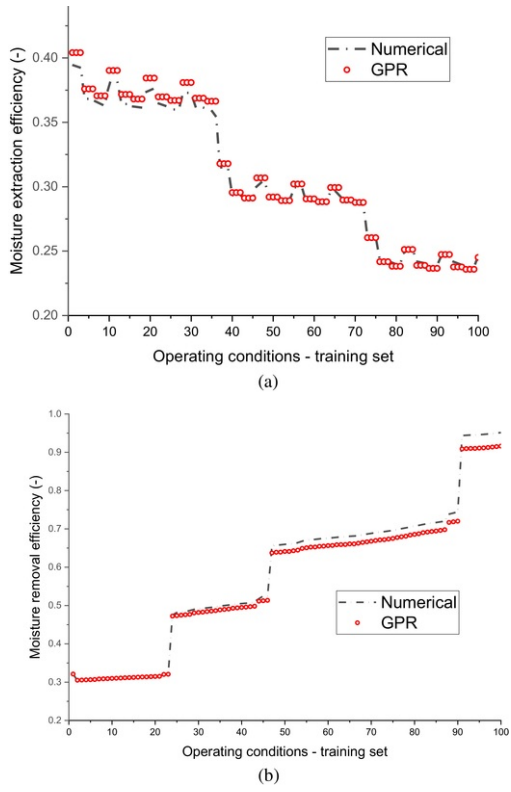 0.40
0.35
0.30
0.25
0.20
Moisture extraction efficiency (-)
Numerical
GPR
0 10 20 30 40 50 60 70 80 90 100
Operating conditions - training set
(a)
1.0
0.9
0.8
0.7
0.6
0.5
0.4
0.3
0.2
Moisture removal efficiency (-)
Numerical
GPR
0 10 20 30 40 50 60 70 80 90 100
Operating conditions - training set
(b)